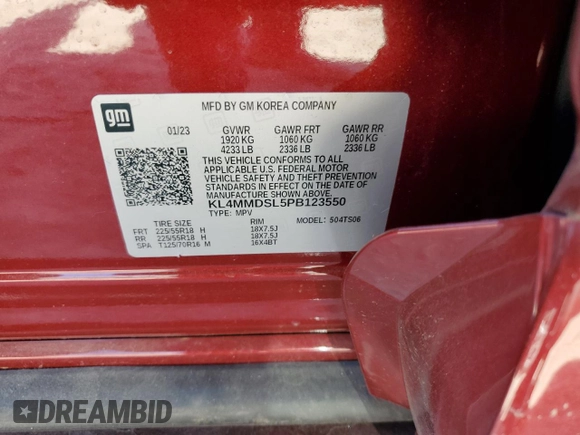 gm
MFD BY GM KOREA COMPANY
01/23 GVWR GAWR FRT GAWR RR
1920 KG 1060 KG 1060 KG
4233 LB 2336 LB 2336 LB
THIS VEHICLE CONFORMS TO ALL
APPLICABLE U.S. FEDERAL MOTOR
VEHICLE SAFETY AND THEFT PREVENTION
STANDARDS IN EFFECT ON THE DATE OF
MANUFACTURE SHOWN ABOVE.
KL4MMDSL5PB123550
TYPE: MPV MODEL: 504TS06
TIRE SIZE RIM
FRT 225/55R18 H 18X7.5J
RR 225/55R18 H 18X7.5J
SPA T125/70R16 M 16X4BT
DREAMBID